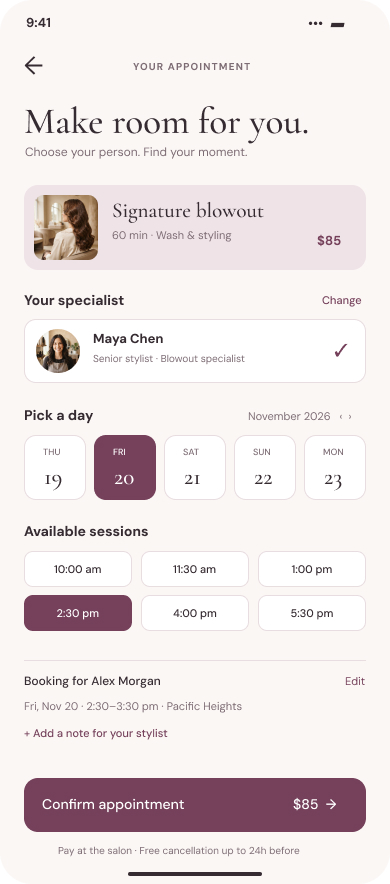 9:41
YOUR APPOINTMENT
Make room for you.
Choose your person. Find your moment.
Signature blowout
60 min · Wash & styling
$85
Your specialist
Change
Maya Chen
Senior stylist · Blowout specialist
✓
Pick a day
November 2026 ‹ ›
THU FRI SAT SUN MON
19 20 21 22 23
Available sessions
10:00 am 11:30 am 1:00 pm
2:30 pm 4:00 pm 5:30 pm
Booking for Alex Morgan Edit
Fri, Nov 20 · 2:30–3:30 pm · Pacific Heights
+ Add a note for your stylist
Confirm appointment $85 →
Pay at the salon · Free cancellation up to 24h before